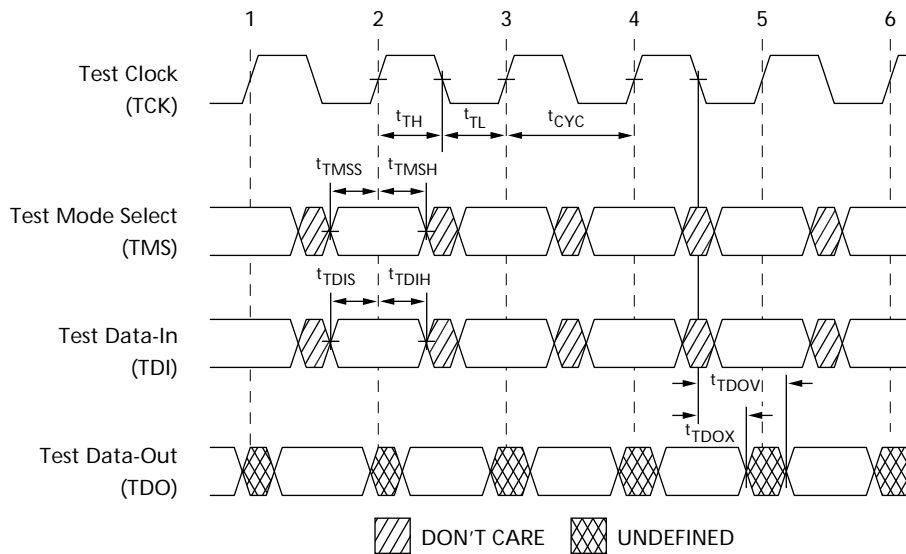 1 2 3 4 5 6
Test Clock
(TCK)
tTH tTL tCYC
tTMSS tTMSH
Test Mode Select
(TMS)
tTDIS tTDIH
Test Data-In
(TDI)
tTDOV
tTDOX
Test Data-Out
(TDO)
DON'T CARE UNDEFINED